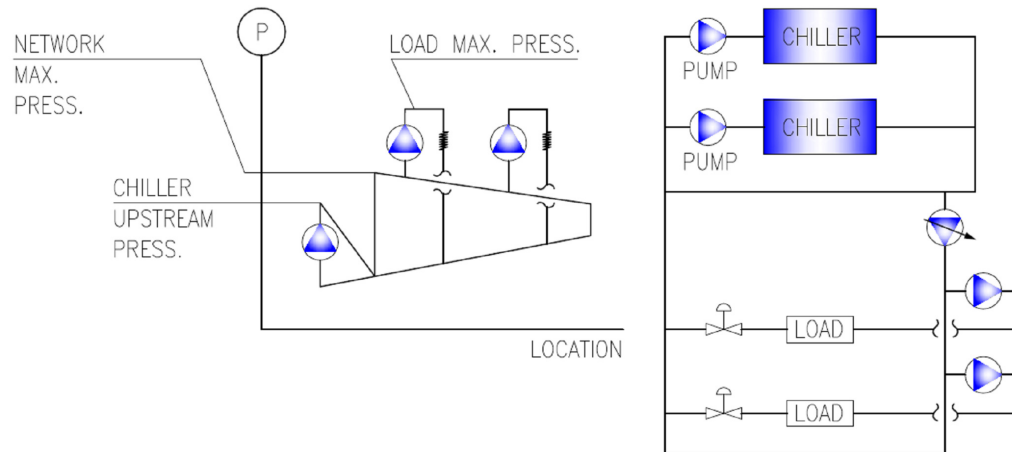 P
NETWORK
MAX.
PRESS.
LOAD MAX. PRESS.
CHILLER
UPSTREAM
PRESS.
LOCATION
CHILLER
PUMP
CHILLER
PUMP
LOAD
LOAD